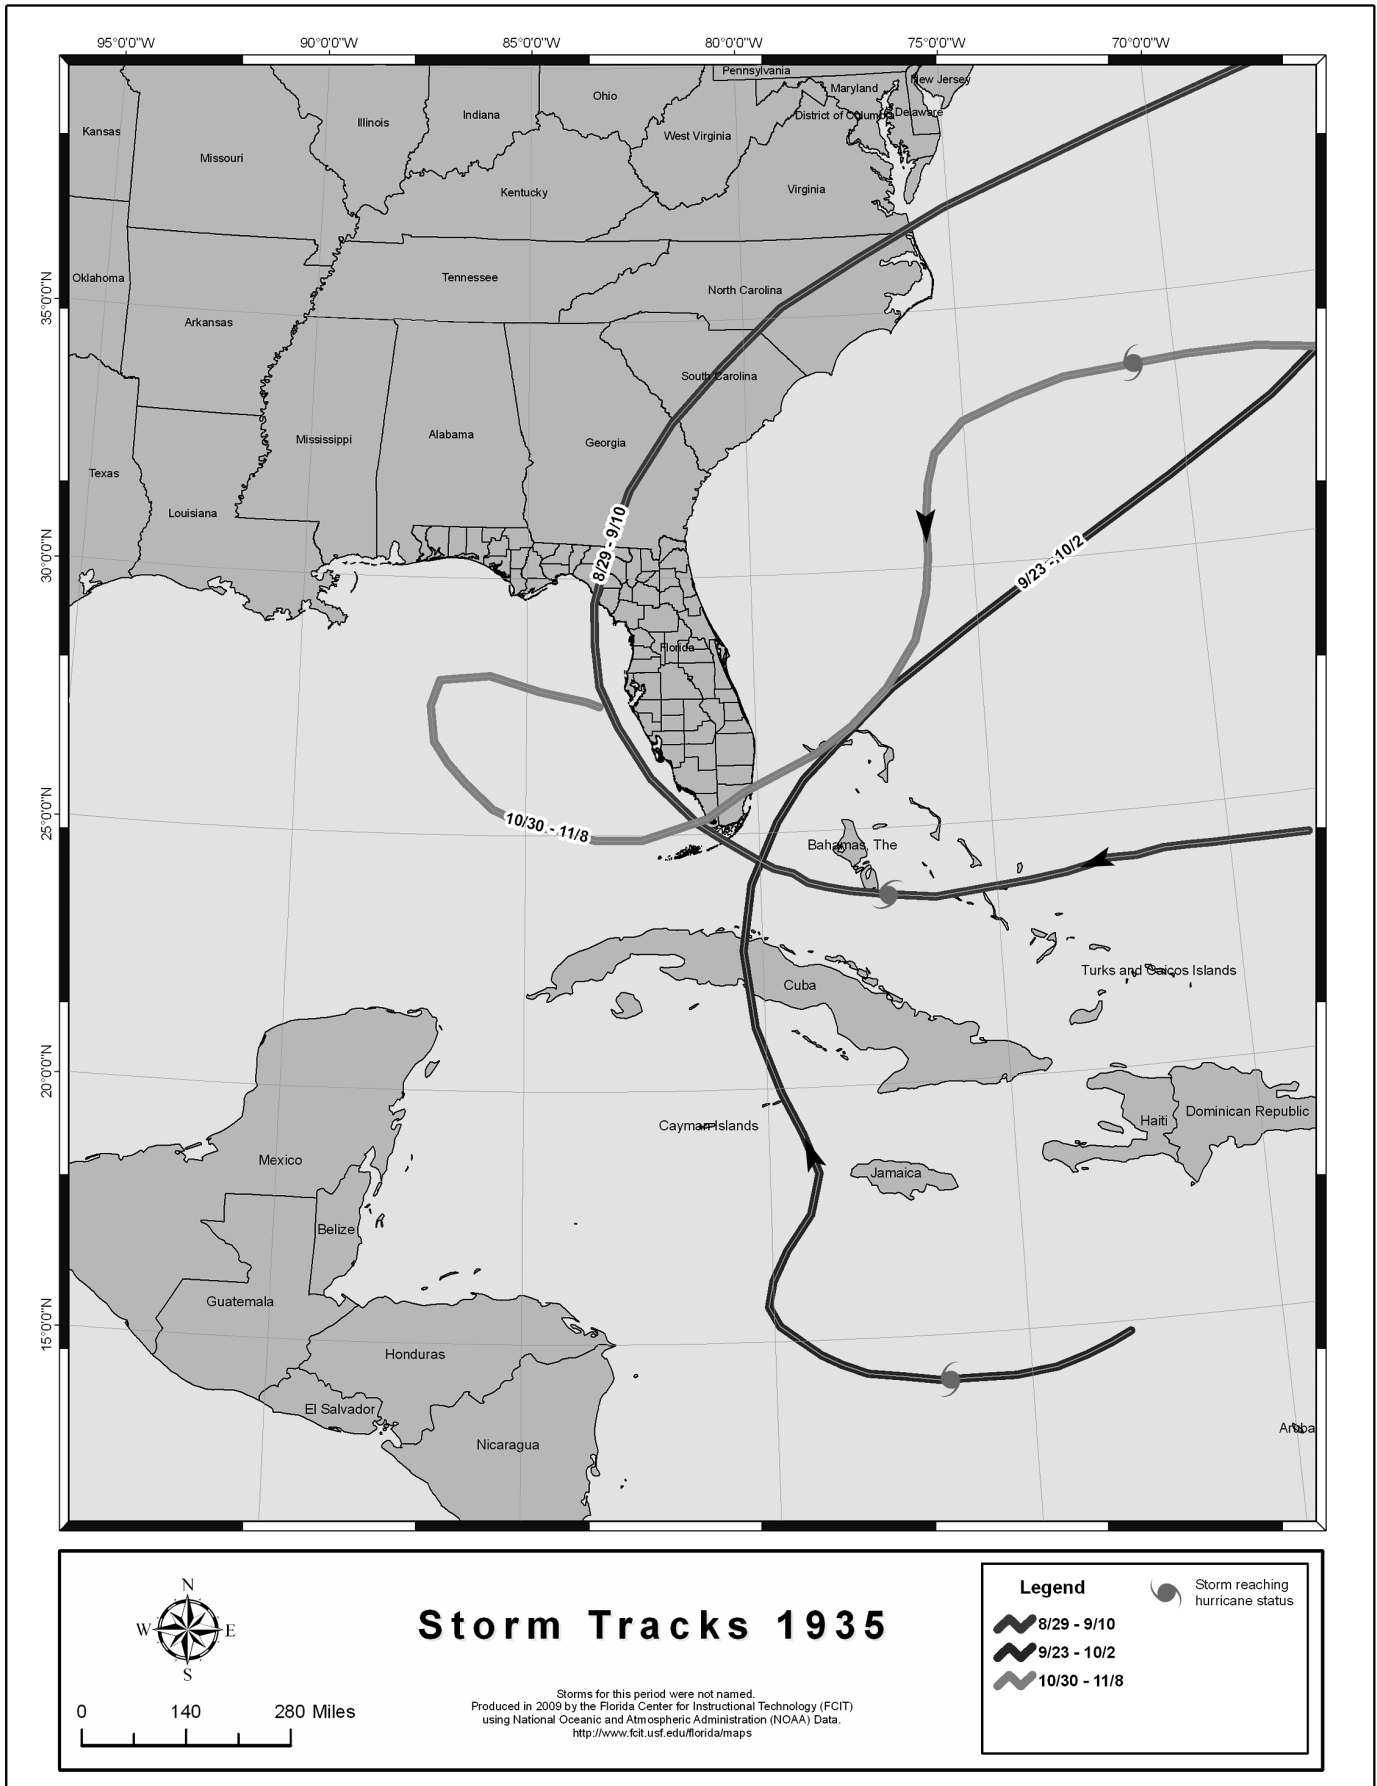 95°0'0"W 90°0'0"W 85°0'0"W 80°0'0"W 75°0'0"W 70°0'0"W
Pennsylvania
New Jersey
Maryland
Ohio
Delaware
District of Columbia
Indiana
Illinois
Kansas
West Virginia
Missouri
Kentucky
Virginia
35°0'0"N
Oklahoma
Tennessee
North Carolina
Arkansas
South Carolina
Mississippi
Alabama
Georgia
Texas
Louisiana
30°0'0"N
8/29 - 9/10
9/23 - 10/2
Florida
25°0'0"N
10/30 - 11/8
Bahamas, The
Turks and Caicos Islands
Cuba
20°0'0"N
Cayman Islands
Haiti
Dominican Republic
Mexico
Jamaica
Belize
Guatemala
15°0'0"N
Honduras
El Salvador
Nicaragua
Aruba
N
W E
S
0 140 280 Miles
Storm Tracks 1935
Storms for this period were not named.
Produced in 2009 by the Florida Center for Instructional Technology (FCIT)
using National Oceanic and Atmospheric Administration (NOAA) Data.
http://www.fcit.usf.edu/florida/maps
Legend
8/29 - 9/10
9/23 - 10/2
10/30 - 11/8
Storm reaching
hurricane status